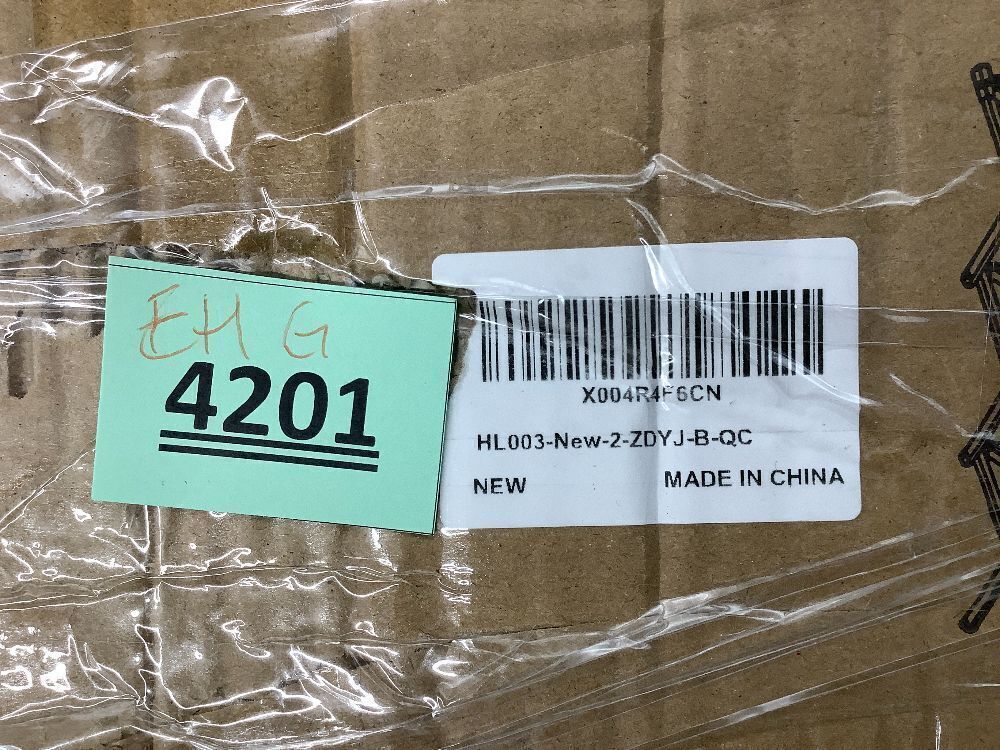 EH G
4201
X004R4F6CN
HL003-New-2-ZDYJ-B-QC
NEW
MADE IN CHINA